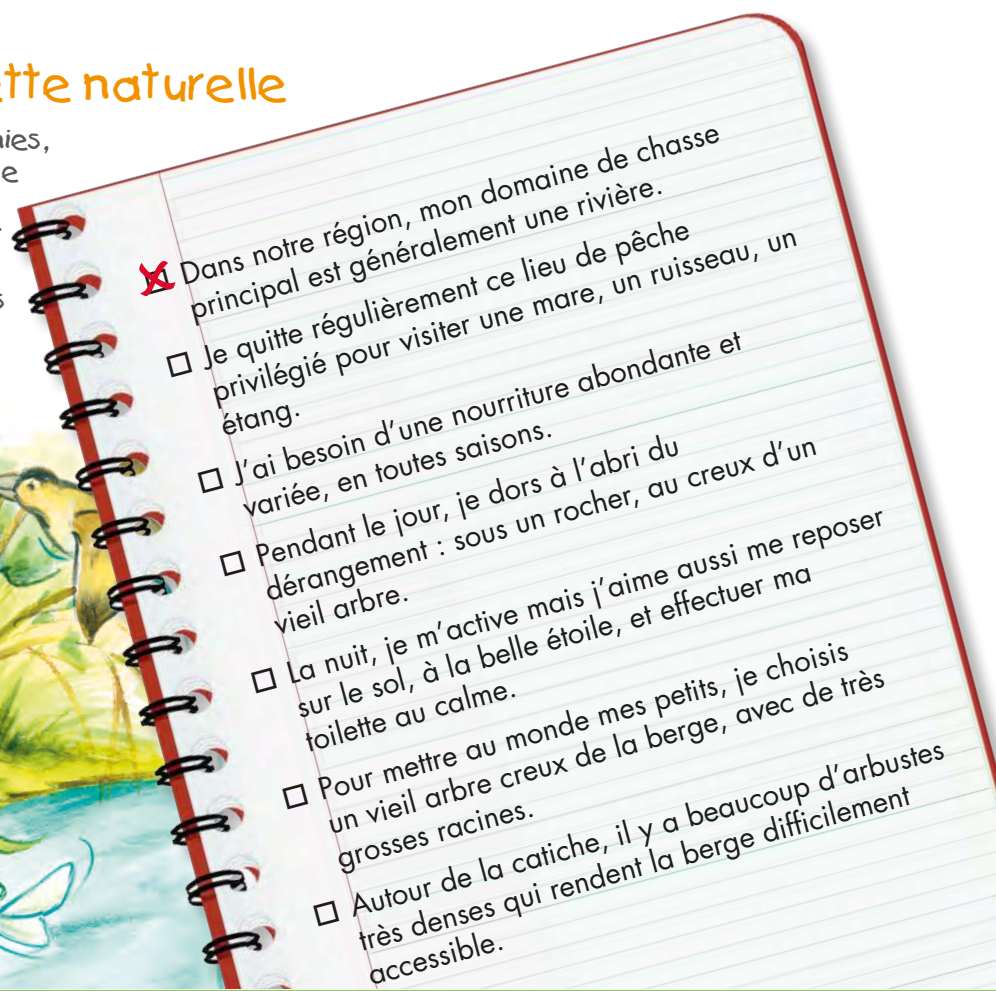 tte naturelle
nies,
e
s
Dans notre région, mon domaine de chasse
principal est généralement une rivière.
Je quitte régulièrement ce lieu de pêche
privilégié pour visiter une mare, un ruisseau, un
étang.
J'ai besoin d'une nourriture abondante et
variée, en toutes saisons.
Pendant le jour, je dors à l'abri du
dérangement : sous un rocher, au creux d'un
vieil arbre.
La nuit, je m'active mais j'aime aussi me reposer
sur le sol, à la belle étoile, et effectuer ma
toilette au calme.
Pour mettre au monde mes petits, je choisis
un vieil arbre creux de la berge, avec de très
grosses racines.
Autour de la catiche, il y a beaucoup d'arbustes
très denses qui rendent la berge difficilement
accessible.